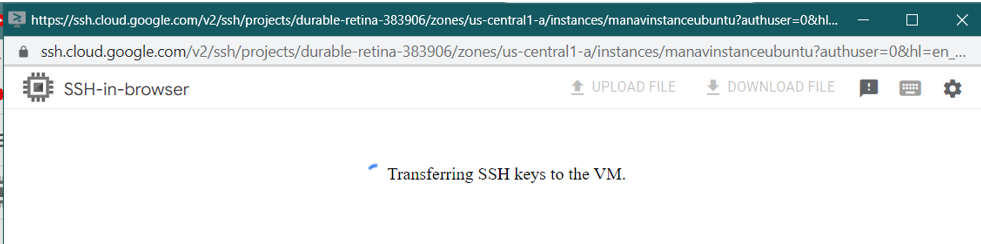 https://ssh.cloud.google.com/v2/ssh/projects/durable-retina-383906/zones/us-central1-a/instances/manavinstanceubuntu?authuser=0&hl...
ssh.cloud.google.com/v2/ssh/projects/durable-retina-383906/zones/us-central1-a/instances/manavinstanceubuntu?authuser=0&hl=en_...
SSH-in-browser UPLOAD FILE DOWNLOAD FILE
Transferring SSH keys to the VM.